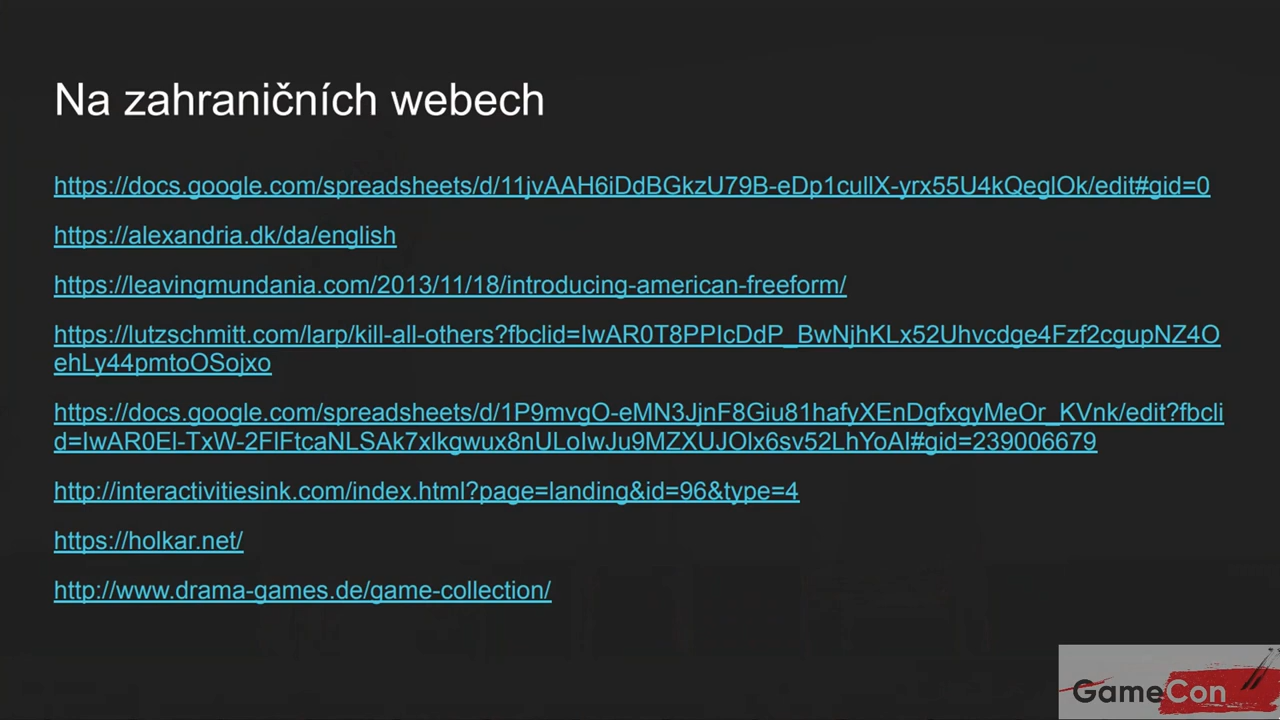 Na zahraničních webech
https://docs.google.com/spreadsheets/d/11jvAAH6iDdBGkzU79B-eDp1cullX-yrx55U4kQeglOk/edit#gid=0
https://alexandria.dk/da/english
https://leavingmundania.com/2013/11/18/introducing-american-freeform/
https://lutzschmitt.com/larp/kill-all-others?fbclid=IwAR0T8PPIcDdP_BwNjhKLx52Uhvcdge4Fzf2cgupNZ4O
ehLy44pmtoOSojxo
https://docs.google.com/spreadsheets/d/1P9mvgO-eMN3JjnF8Giu81hafyXEnDgfxgyMeOr_KVnk/edit?fbcli
d=IwAR0El-TxW-2FlFtcaNLSAk7xlkgwux8nULoIwJu9MZXUJOlx6sv52LhYoAI#gid=239006679
http://interactivitiesink.com/index.html?page=landing&id=96&type=4
https://holkar.net/
http://www.drama-games.de/game-collection/
GameCon